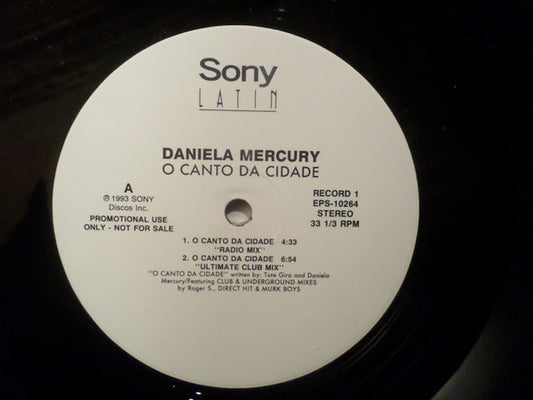 Sony
LATIN
DANIELA MERCURY
O CANTO DA CIDADE
A
℗ 1993 SONY
Discos Inc.
PROMOTIONAL USE
ONLY - NOT FOR SALE
RECORD 1
EPS-10264
STEREO
33 1/3 RPM
1. O CANTO DA CIDADE 4:33
"RADIO MIX"
2. O CANTO DA CIDADE 6:54
"ULTIMATE CLUB MIX"
"O CANTO DA CIDADE" written by: Tote Gira and Daniela
Mercury/Featuring CLUB & UNDERGROUND MIXES
by Roger S., DIRECT HIT & MURK BOYS